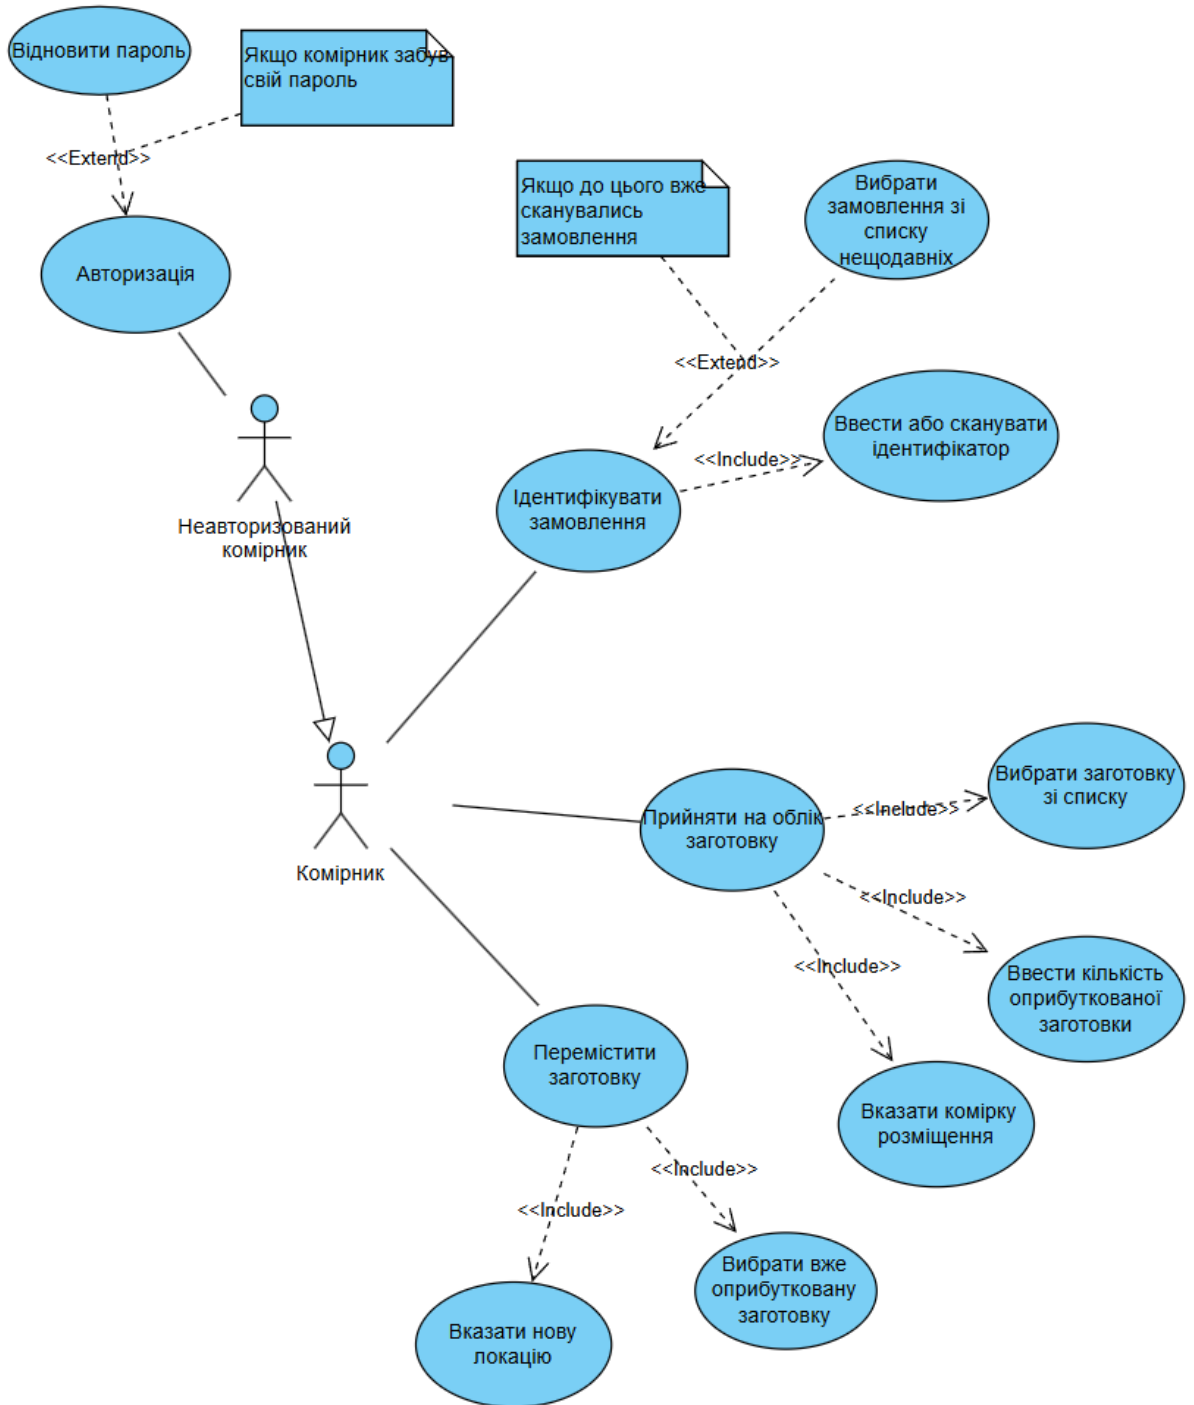 Відновити пароль
Якщо комірник забув
свій пароль
<<Extend>>
Авторизація
Неавторизований
комірник
Якщо до цього вже
сканувались
замовлення
Вибрати
замовлення зі
списку
нещодавніх
<<Extend>>
Ввести або сканувати
ідентифікатор
<<Include>>
Ідентифікувати
замовлення
Комірник
Прийняти на облік
заготовку
<<Include>>
Вибрати заготовку
зі списку
<<Include>>
Ввести кількість
оприбуткованої
заготовки
<<Include>>
Вказати комірку
розміщення
Перемістити
заготовку
<<Include>>
Вибрати вже
оприбутковану
заготовку
<<Include>>
Вказати нову
локацію